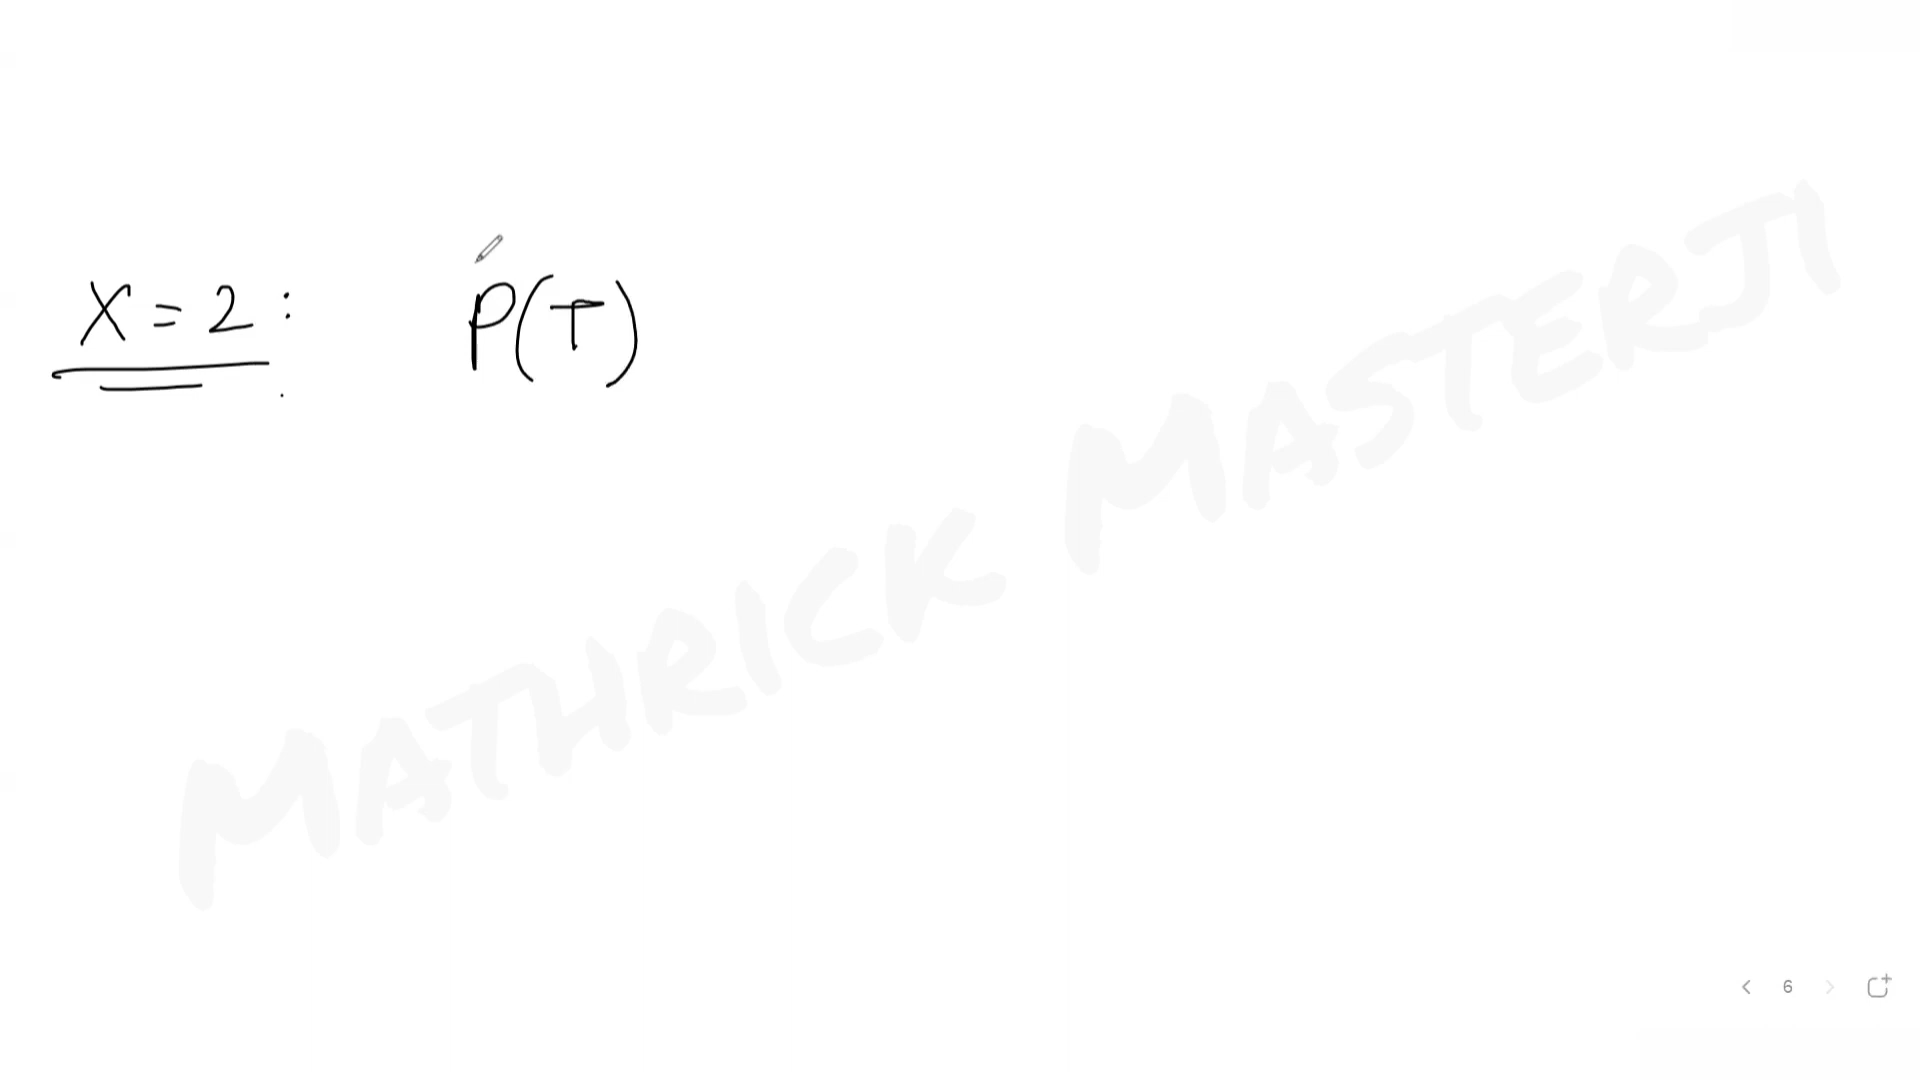 X = 2 : P(T)
MATHRICK MASTERJI
6